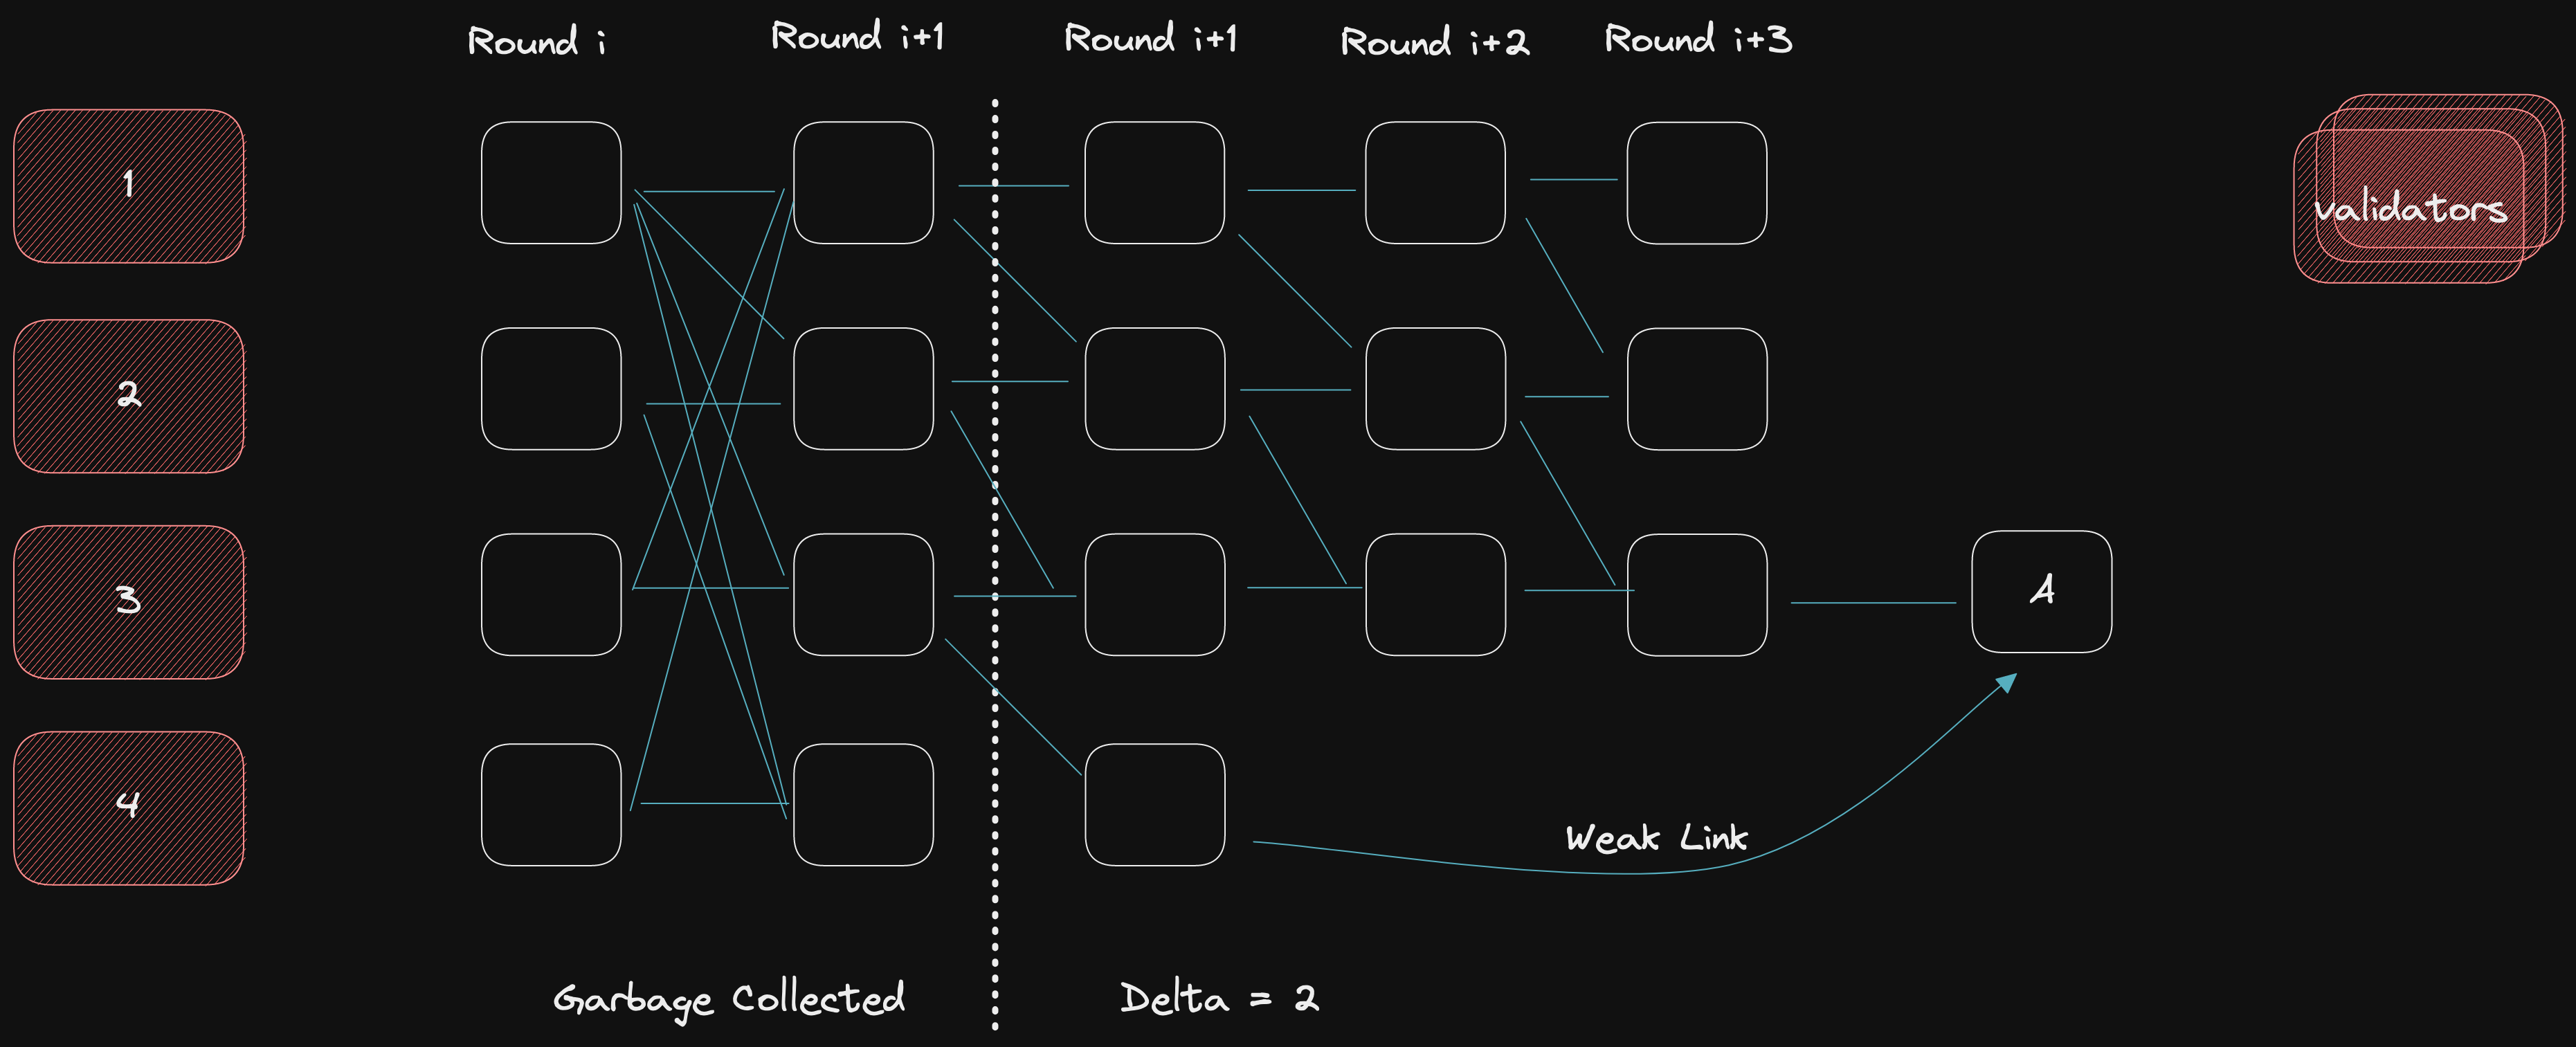 Round i
Round i+1
Round i+1
Round i+2
Round i+3
1
validators
2
3
A
4
Weak Link
Garbage Collected
Delta = 2